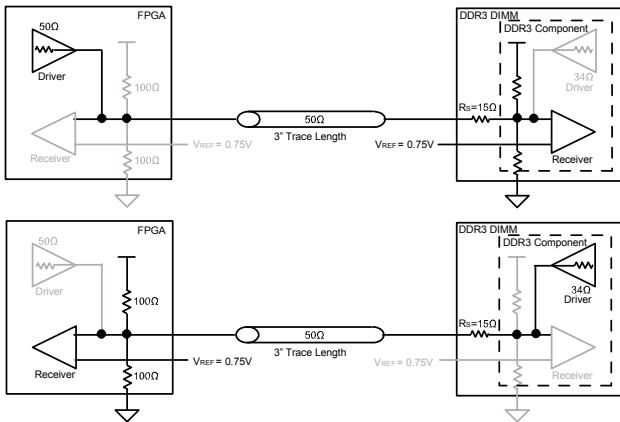 FPGA
DDR3 DIMM
50Ω
DDR3 Component
Driver
100Ω
34Ω
Driver
50Ω
RS=15Ω
3" Trace Length
Receiver
100Ω
VREF = 0.75V
VREF = 0.75V
Receiver
FPGA
DDR3 DIMM
50Ω
DDR3 Component
Driver
100Ω
34Ω
Driver
50Ω
RS=15Ω
3" Trace Length
Receiver
100Ω
VREF = 0.75V
VREF = 0.75V
Receiver